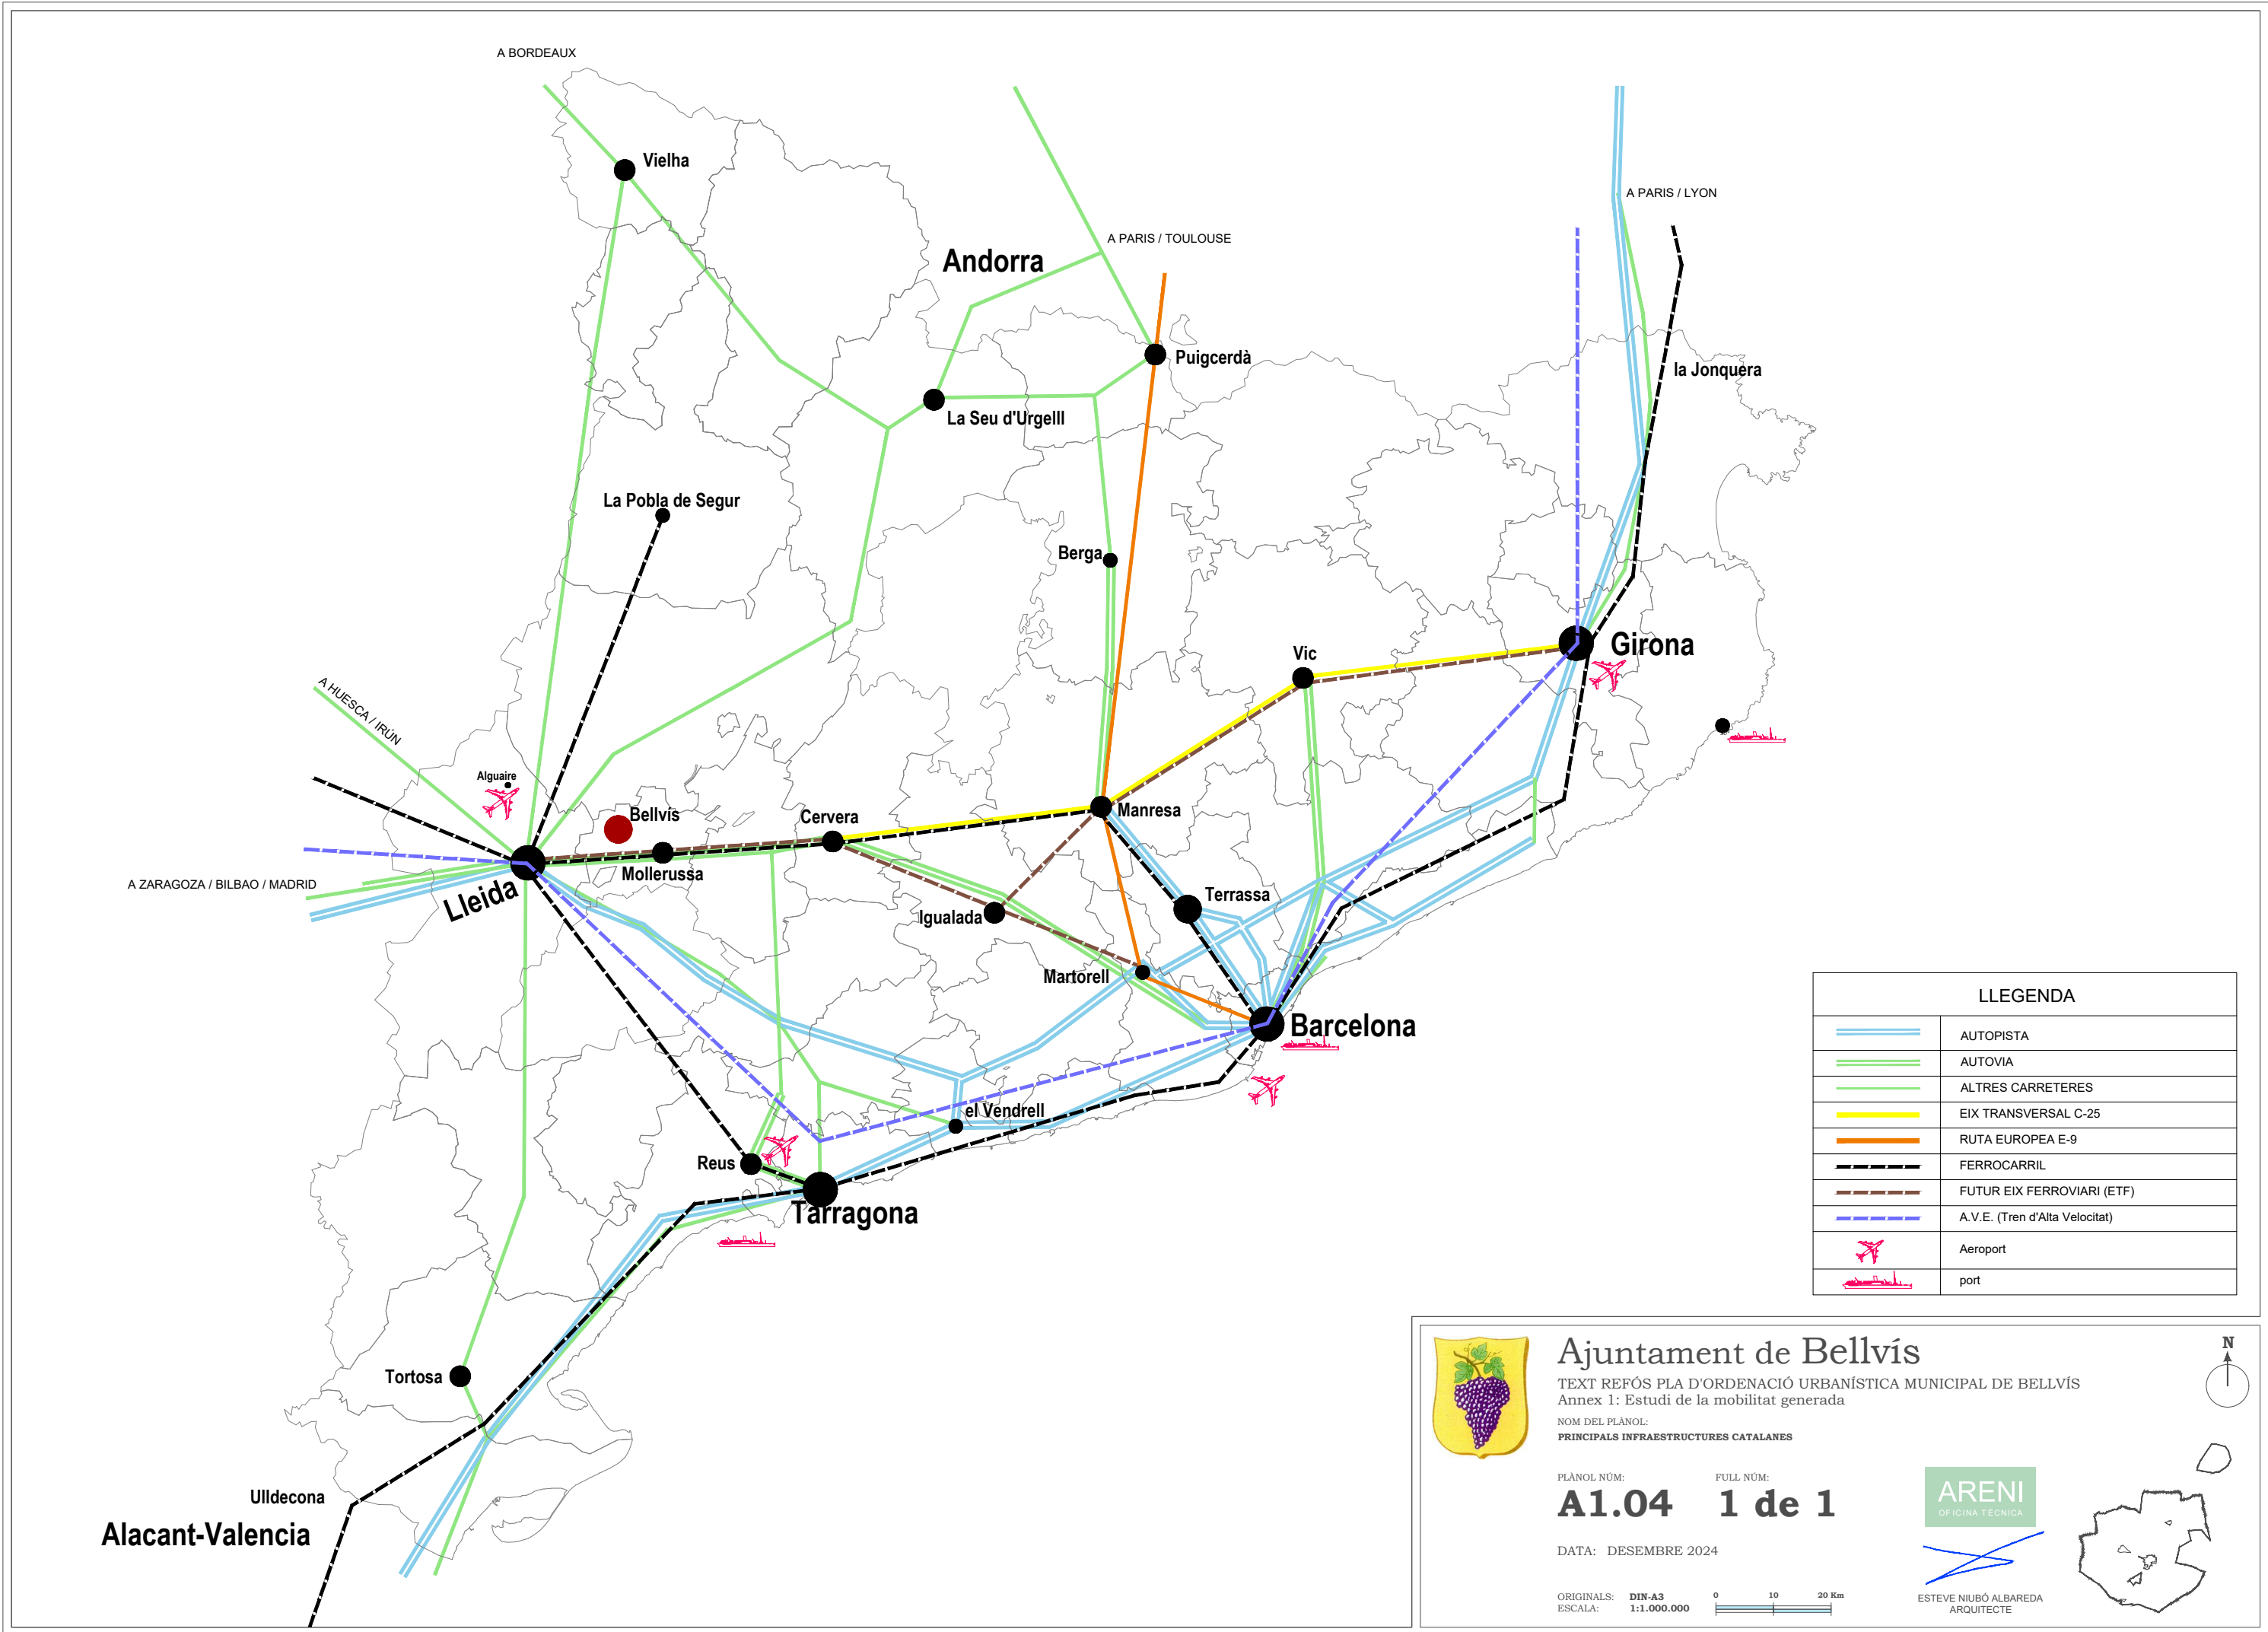 A BORDEAUX
Vielha
A PARIS / LYON
A PARIS / TOULOUSE
Andorra
Puigcerdà
la Jonquera
La Seu d'Urgelll
La Pobla de Segur
Berga
Girona
Vic
A HUESCA / IRÚN
Alguaire
Bellvís
Cervera
Manresa
Mollerussa
A ZARAGOZA / BILBAO / MADRID
Lleida
Terrassa
Igualada
Martorell
Barcelona
el Vendrell
Reus
Tarragona
Tortosa
Ulldecona
Alacant-Valencia
LLEGENDA
AUTOPISTA
AUTOVIA
ALTRES CARRETERES
EIX TRANSVERSAL C-25
RUTA EUROPEA E-9
FERROCARRIL
FUTUR EIX FERROVIARI (ETF)
A.V.E. (Tren d'Alta Velocitat)
Aeroport
port
Ajuntament de Bellvís
TEXT REFÓS PLA D'ORDENACIÓ URBANÍSTICA MUNICIPAL DE BELLVÍS
Annex 1: Estudi de la mobilitat generada
NOM DEL PLÀNOL:
PRINCIPALS INFRAESTRUCTURES CATALANES
N
PLÀNOL NÚM: FULL NÚM:
A1.04 1 de 1
ARENI
OFICINA TÈCNICA
DATA: DESEMBRE 2024
ORIGINALS: DIN-A3
ESCALA: 1:1.000.000
0 10 20 Km
ESTEVE NIUBÓ ALBAREDA
ARQUITECTE